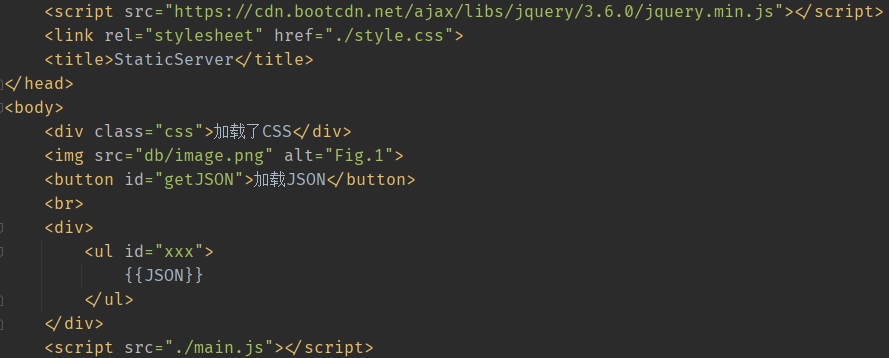 <script src="https://cdn.bootcdn.net/ajax/libs/jquery/3.6.0/jquery.min.js"></script>
<link rel="stylesheet" href="./style.css">
<title>StaticServer</title>
</head>
<body>
<div class="css">加载了CSS</div>
<img src="db/image.png" alt="Fig.1">
<button id="getJSON">加载JSON</button>
<br>
<div>
<ul id="xxx">
{{JSON}}
</ul>
</div>
<script src="./main.js"></script>